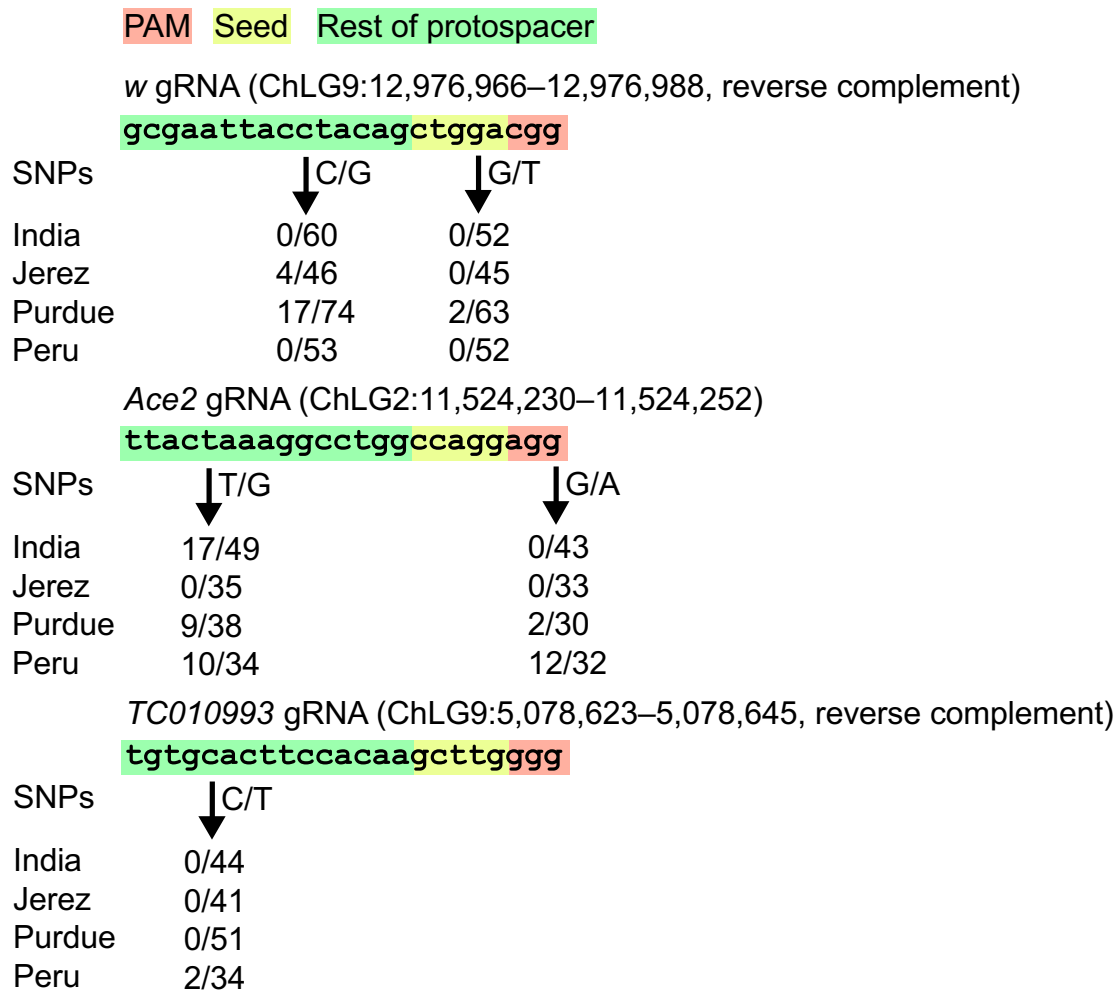 PAM Seed Rest of protospacer
w gRNA (ChLG9:12,976,966–12,976,988, reverse complement)
gcgaattacctacagctggacgg
SNPs C/G G/T
India 0/60 0/52
Jerez 4/46 0/45
Purdue 17/74 2/63
Peru 0/53 0/52
Ace2 gRNA (ChLG2:11,524,230–11,524,252)
ttactaaaggcctggccaggagg
SNPs T/G G/A
India 17/49 0/43
Jerez 0/35 0/33
Purdue 9/38 2/30
Peru 10/34 12/32
TC010993 gRNA (ChLG9:5,078,623–5,078,645, reverse complement)
tgtgcacttccacaagcttgggg
SNPs C/T
India 0/44
Jerez 0/41
Purdue 0/51
Peru 2/34